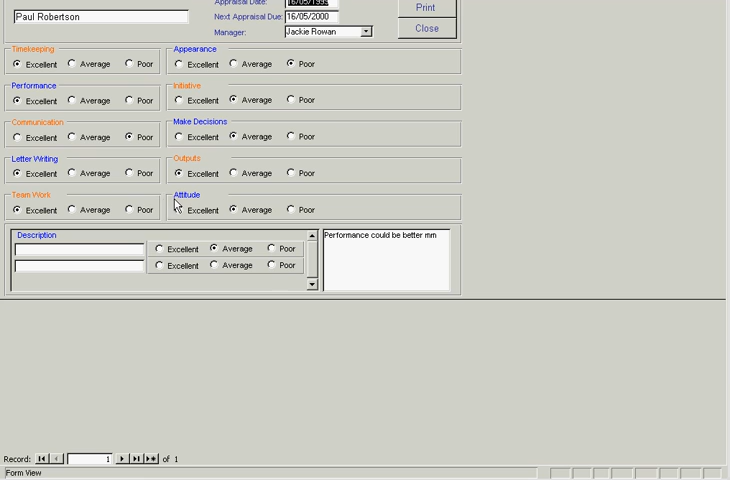 Appraisal Date: 16/05/1999 Print
Paul Robertson Next Appraisal Due: 16/05/2000
Manager: Jackie Rowan Close
Timekeeping Appearance
Excellent Average Poor Excellent Average Poor
Performance Initiative
Excellent Average Poor Excellent Average Poor
Communication Make Decisions
Excellent Average Poor Excellent Average Poor
Letter Writing Outputs
Excellent Average Poor Excellent Average Poor
Team Work Attitude
Excellent Average Poor Excellent Average Poor
Description Performance could be better mm
Excellent Average Poor
Excellent Average Poor
Record: 1 of 1
Form View